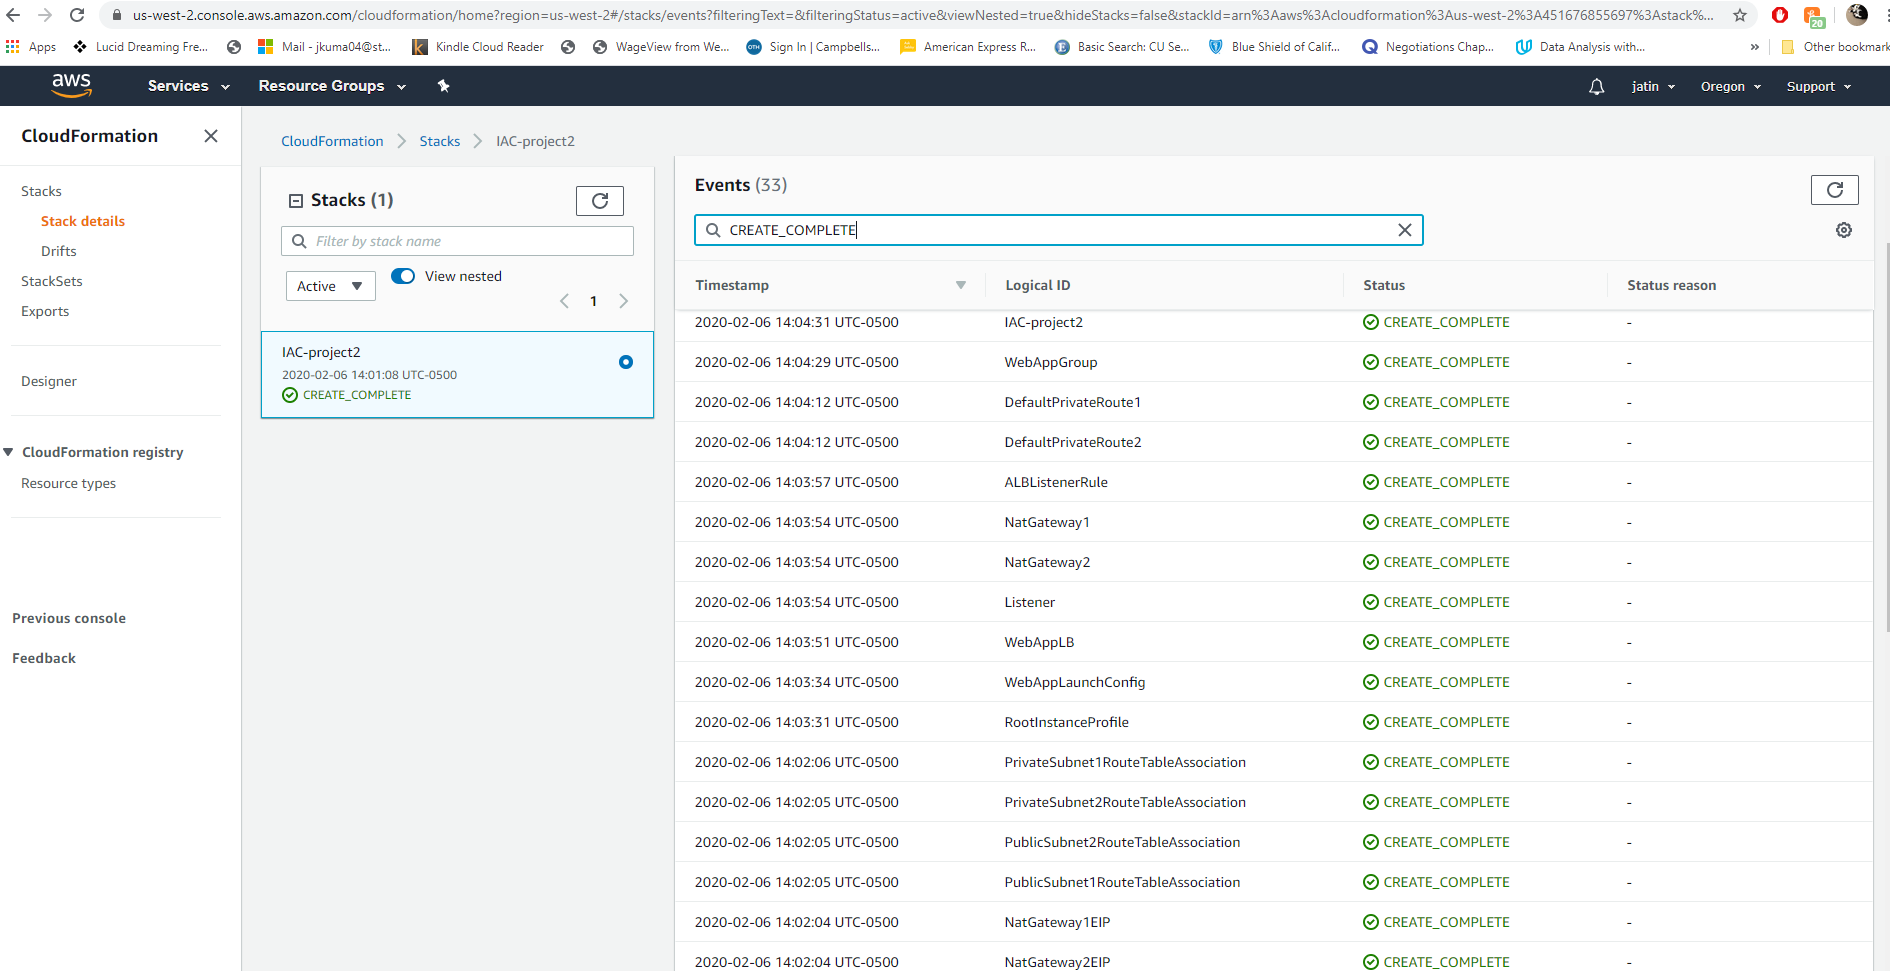 us-west-2.console.aws.amazon.com/cloudformation/home?region=us-west-2#/stacks/events?filteringText=&filteringStatus=active&viewNested=true&hideStacks=false&stackId=arn%3Aaws%3Acloudformation%3Aus-west-2%3A451676855697%3Astack%...
20
Apps Lucid Dreaming Fre... Mail - jkuma04@st... Kindle Cloud Reader WageView from We... OTH Sign In | Campbells... American Express R... Basic Search: CU Se... Blue Shield of Calif... Negotiations Chap... Data Analysis with... » Other bookmark
aws Services Resource Groups jatin Oregon Support
CloudFormation
Stacks
Stack details
Drifts
StackSets
Exports
Designer
CloudFormation registry
Resource types
Previous console
Feedback
CloudFormation > Stacks > IAC-project2
Stacks (1)
Filter by stack name
Active View nested
1
IAC-project2
2020-02-06 14:01:08 UTC-0500
CREATE_COMPLETE
Events (33)
CREATE_COMPLETE
Timestamp Logical ID Status Status reason
2020-02-06 14:04:31 UTC-0500 IAC-project2 CREATE_COMPLETE -
2020-02-06 14:04:29 UTC-0500 WebAppGroup CREATE_COMPLETE -
2020-02-06 14:04:12 UTC-0500 DefaultPrivateRoute1 CREATE_COMPLETE -
2020-02-06 14:04:12 UTC-0500 DefaultPrivateRoute2 CREATE_COMPLETE -
2020-02-06 14:03:57 UTC-0500 ALBListenerRule CREATE_COMPLETE -
2020-02-06 14:03:54 UTC-0500 NatGateway1 CREATE_COMPLETE -
2020-02-06 14:03:54 UTC-0500 NatGateway2 CREATE_COMPLETE -
2020-02-06 14:03:54 UTC-0500 Listener CREATE_COMPLETE -
2020-02-06 14:03:51 UTC-0500 WebAppLB CREATE_COMPLETE -
2020-02-06 14:03:34 UTC-0500 WebAppLaunchConfig CREATE_COMPLETE -
2020-02-06 14:03:31 UTC-0500 RootInstanceProfile CREATE_COMPLETE -
2020-02-06 14:02:06 UTC-0500 PrivateSubnet1RouteTableAssociation CREATE_COMPLETE -
2020-02-06 14:02:05 UTC-0500 PrivateSubnet2RouteTableAssociation CREATE_COMPLETE -
2020-02-06 14:02:05 UTC-0500 PublicSubnet2RouteTableAssociation CREATE_COMPLETE -
2020-02-06 14:02:05 UTC-0500 PublicSubnet1RouteTableAssociation CREATE_COMPLETE -
2020-02-06 14:02:04 UTC-0500 NatGateway1EIP CREATE_COMPLETE -
2020-02-06 14:02:04 UTC-0500 NatGateway2EIP CREATE_COMPLETE -